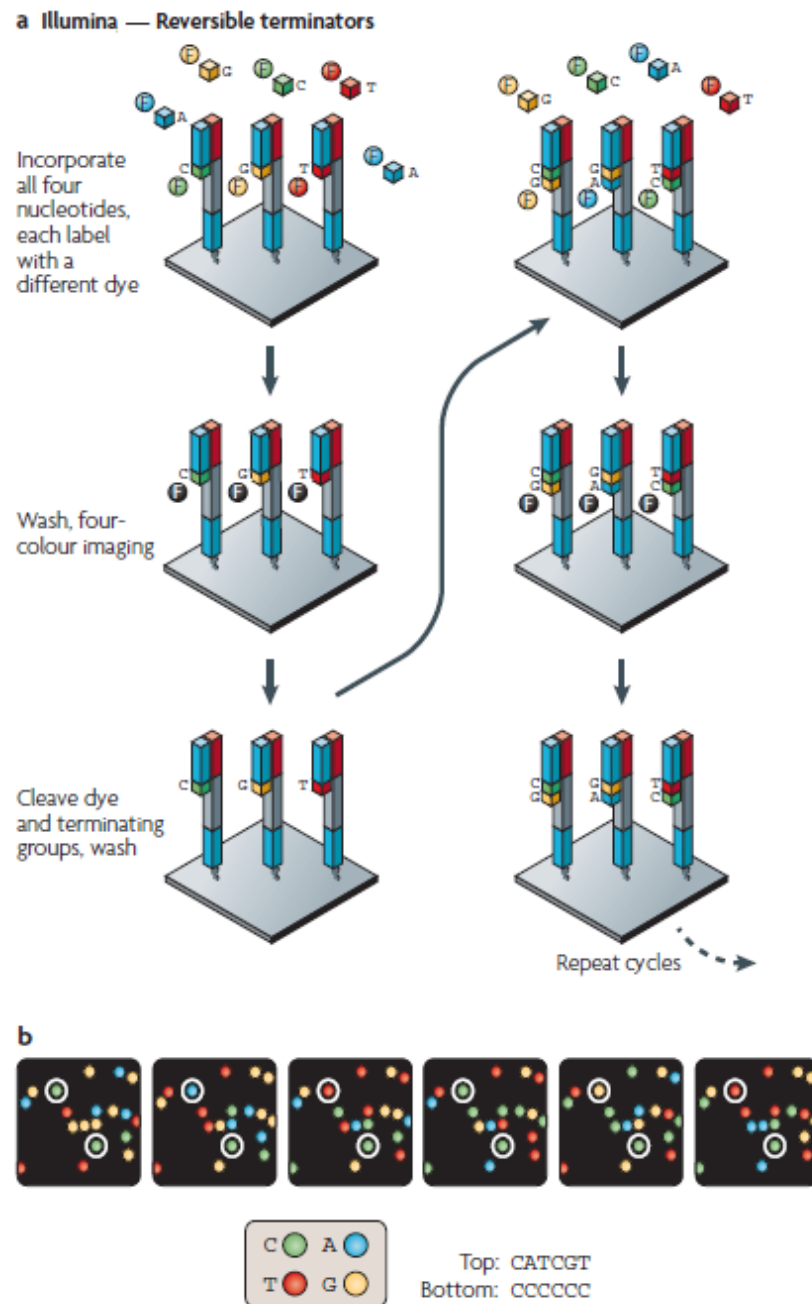 a Illumina — Reversible terminators
F G F C F T
F A
F A
C G T
F F F
Incorporate
all four
nucleotides,
each label
with a
different dye
F G F C F A F T
C G T
G A C
F F F
Wash, four-
colour imaging
C G T
F F F
C G T
G A C
F F F
Cleave dye
and terminating
groups, wash
C G T
C G T
G A C
Repeat cycles
b
C A
T G
Top: CATCGT
Bottom: CCCCCC